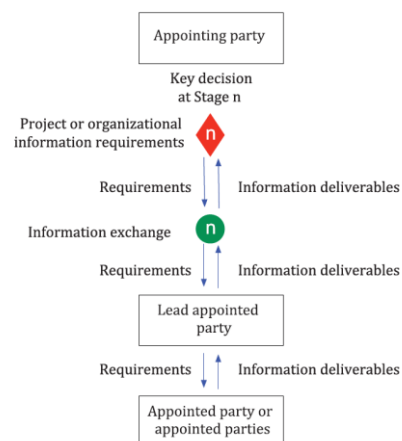 Appointing party
Key decision
at Stage n
Project or organizational
information requirements
n
Requirements
Information deliverables
Information exchange
n
Requirements
Information deliverables
Lead appointed
party
Requirements
Information deliverables
Appointed party or
appointed parties